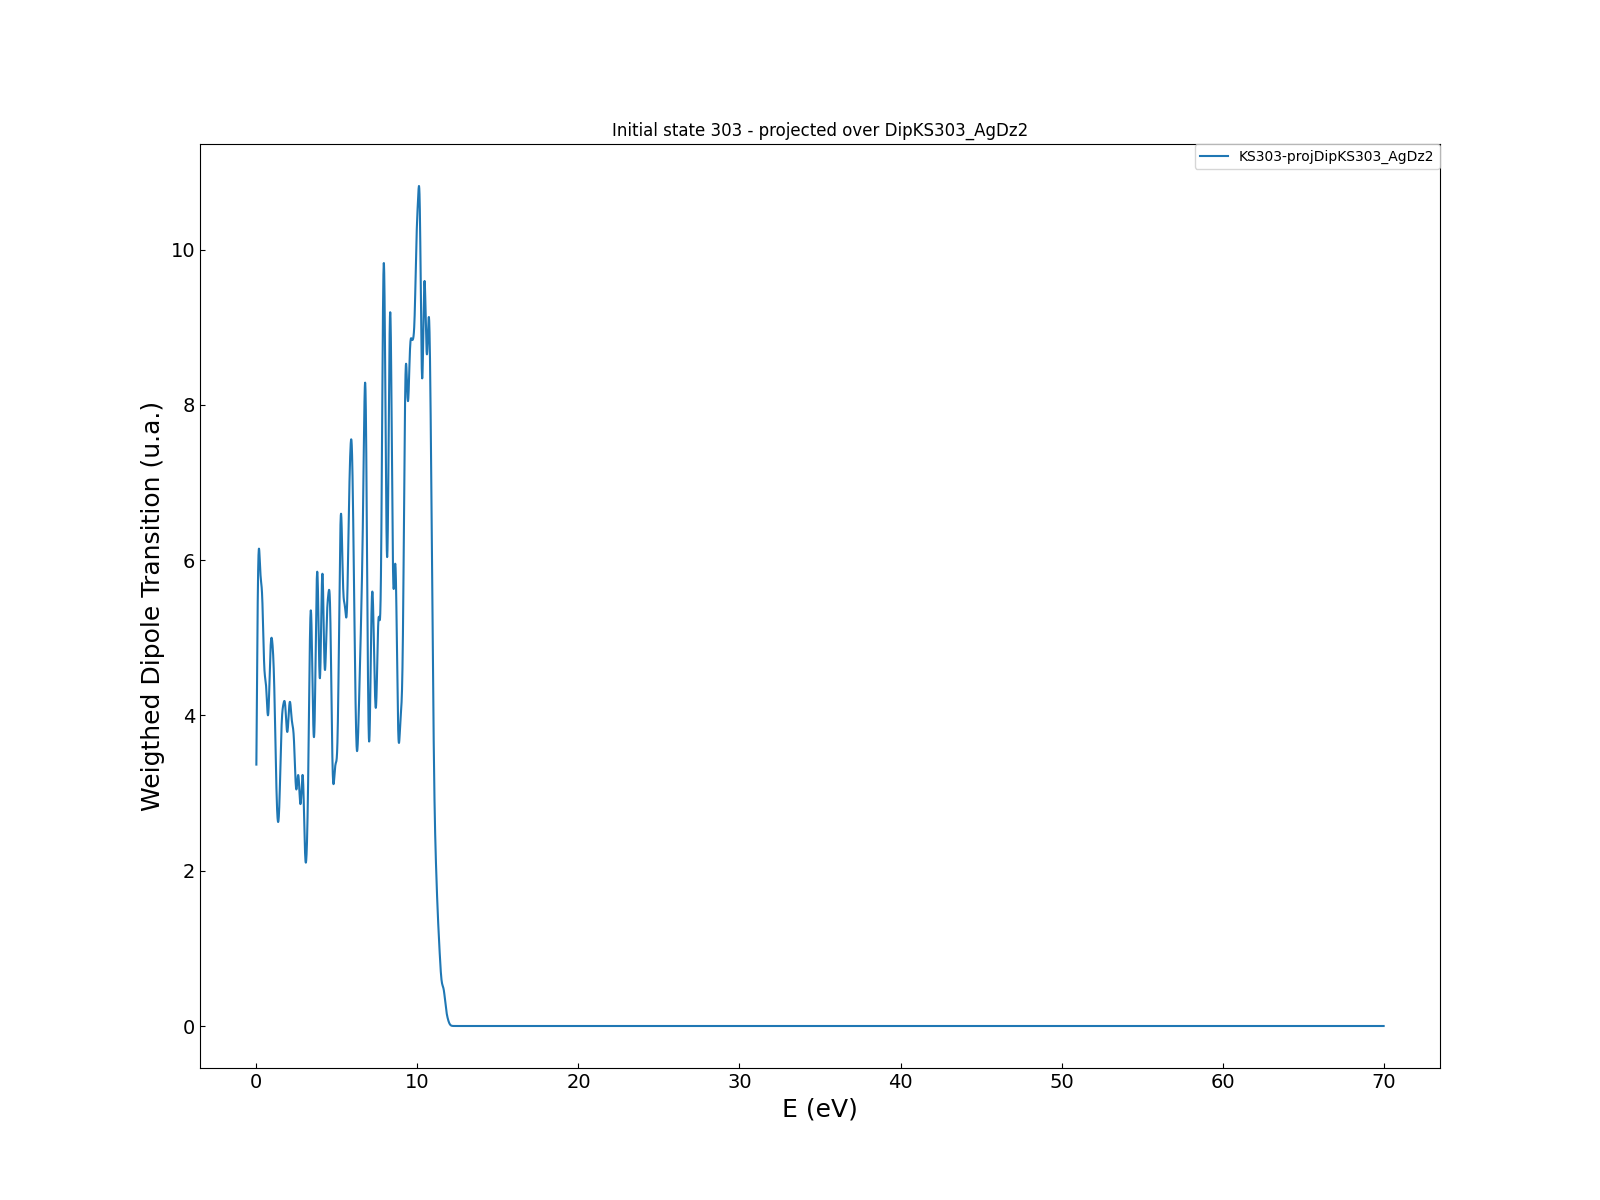 Initial state 303 - projected over DipKS303_AgDz2
KS303-projDipKS303_AgDz2
10
8
6
4
2
0
Weigthed Dipole Transition (u.a.)
0 10 20 30 40 50 60 70
E (eV)